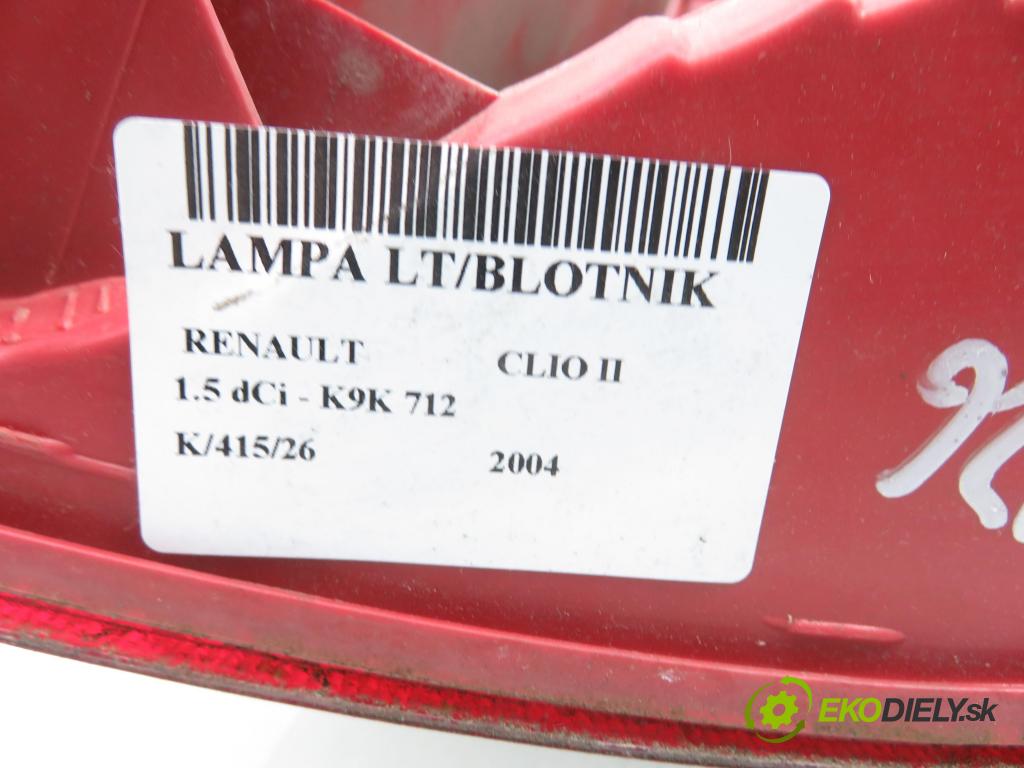 LAMPA LT/BLOTNIK
RENAULT CLIO II
1.5 dCi - K9K 712
K/415/26 2004
EKODIELY.sk